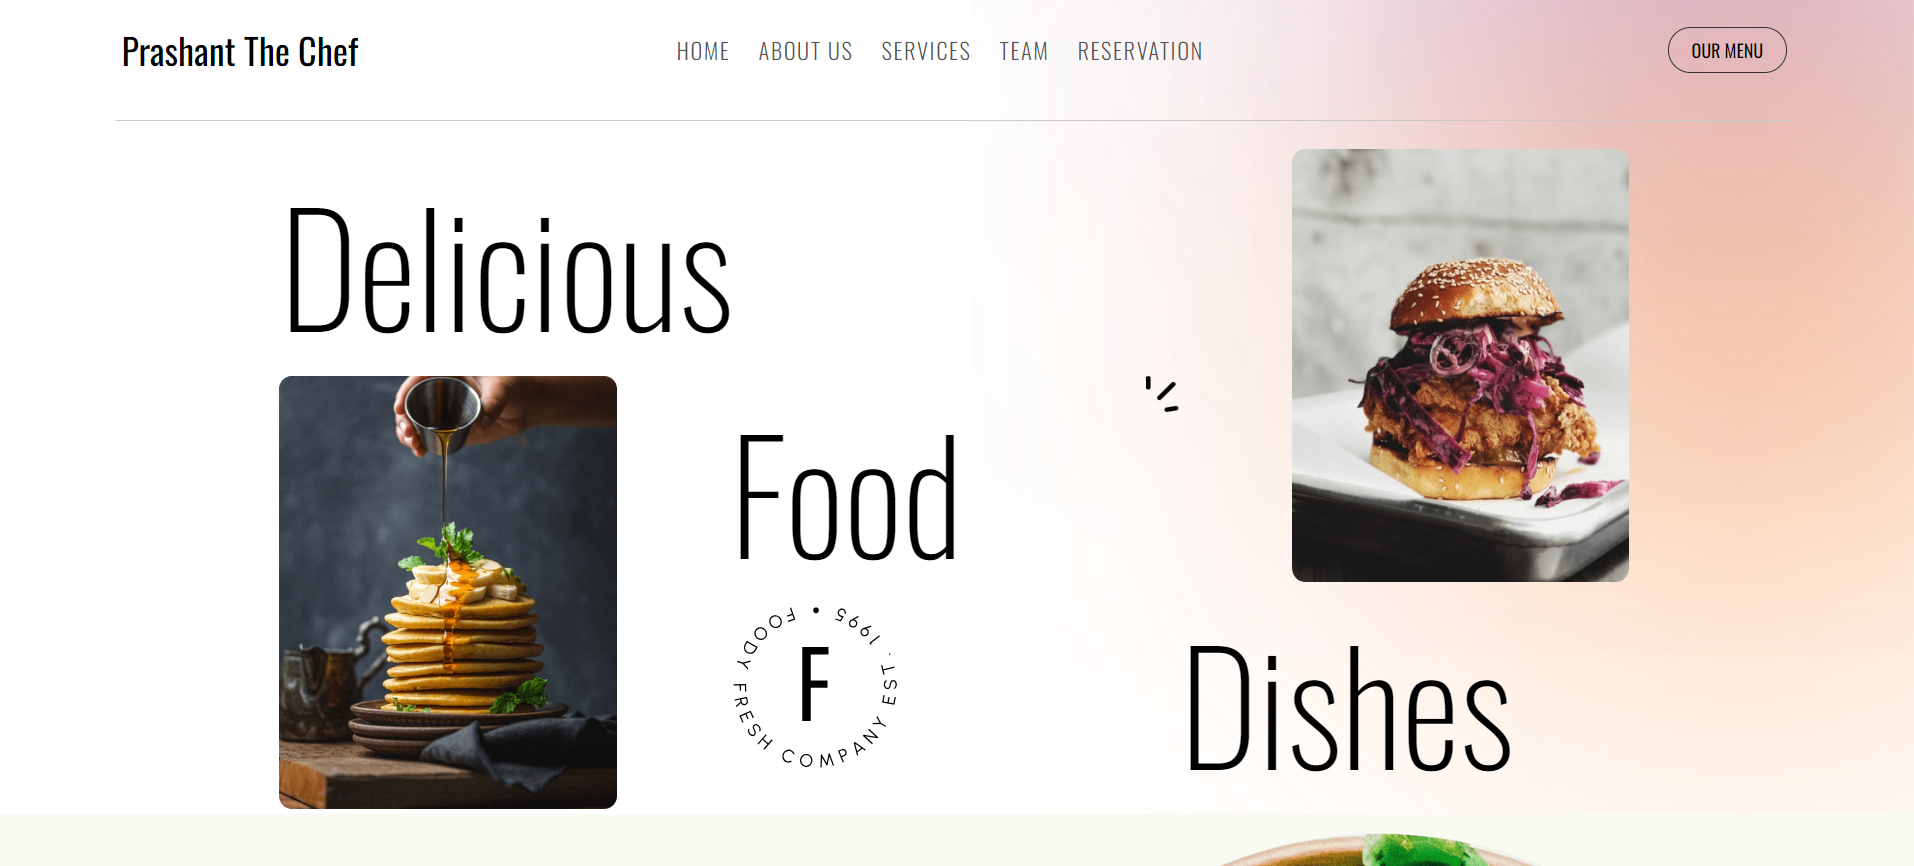 Prashant The Chef
HOME
ABOUT US
SERVICES
TEAM
RESERVATION
OUR MENU
Delicious
Food
FOODY FRESH COMPANY EST . 1995 •
F
Dishes